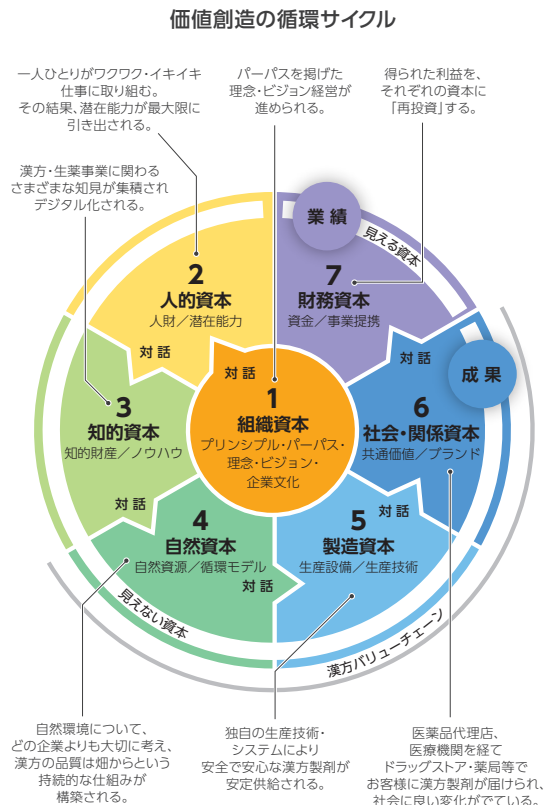 価値創造の循環サイクル
一人ひとりがワクワク・イキイキ
仕事に取り組む。
その結果、潜在能力が最大限に
引き出される。
パーパスを掲げた
理念・ビジョン経営が
進められる。
得られた利益を、
それぞれの資本に
「再投資」する。
漢方・生薬事業に関わる
さまざまな知見が集積され
デジタル化される。
業績
見える資本
2
人的資本
人財／潜在能力
7
財務資本
資金／事業提携
対話
対話
対話
成果
1
組織資本
プリンシプル・パーパス・
理念・ビジョン・
企業文化
3
知的資本
知的財産／ノウハウ
6
社会・関係資本
共通価値／ブランド
対話
対話
4
自然資本
自然資源／循環モデル
5
製造資本
生産設備／生産技術
対話
見えない資本
漢方バリューチェーン
自然環境について、
どの企業よりも大切に考え、
漢方の品質は畑からという
持続的な仕組みが
構築される。
独自の生産技術・
システムにより
安全で安心な漢方製剤が
安定供給される。
医薬品代理店、
医療機関を経て
ドラッグストア・薬局等で
お客様に漢方製剤が届けられ、
社会に良い変化がでている。